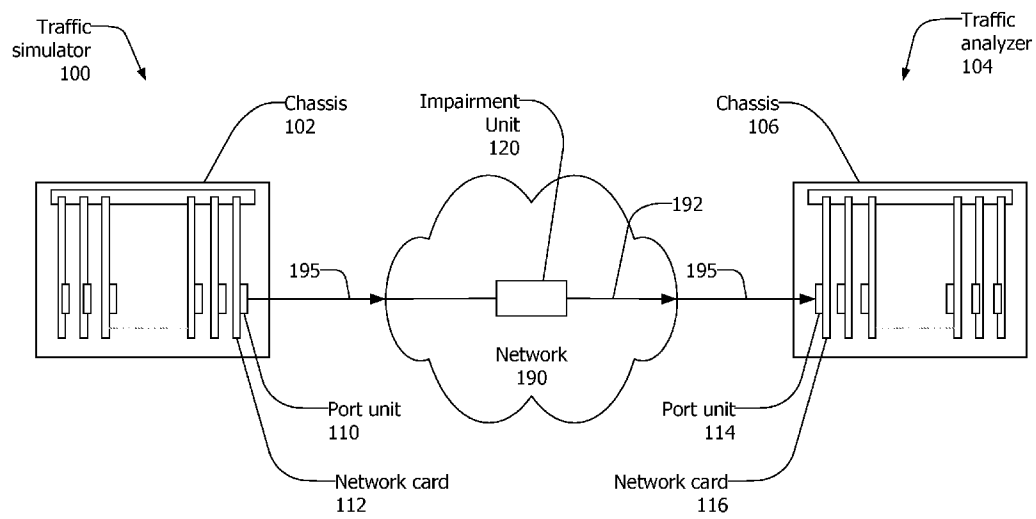 Traffic
simulator
100
Traffic
analyzer
104
Chassis
102
Impairment
Unit
120
Chassis
106
192
195
195
Network
190
Port unit
110
Port unit
114
Network card
112
Network card
116